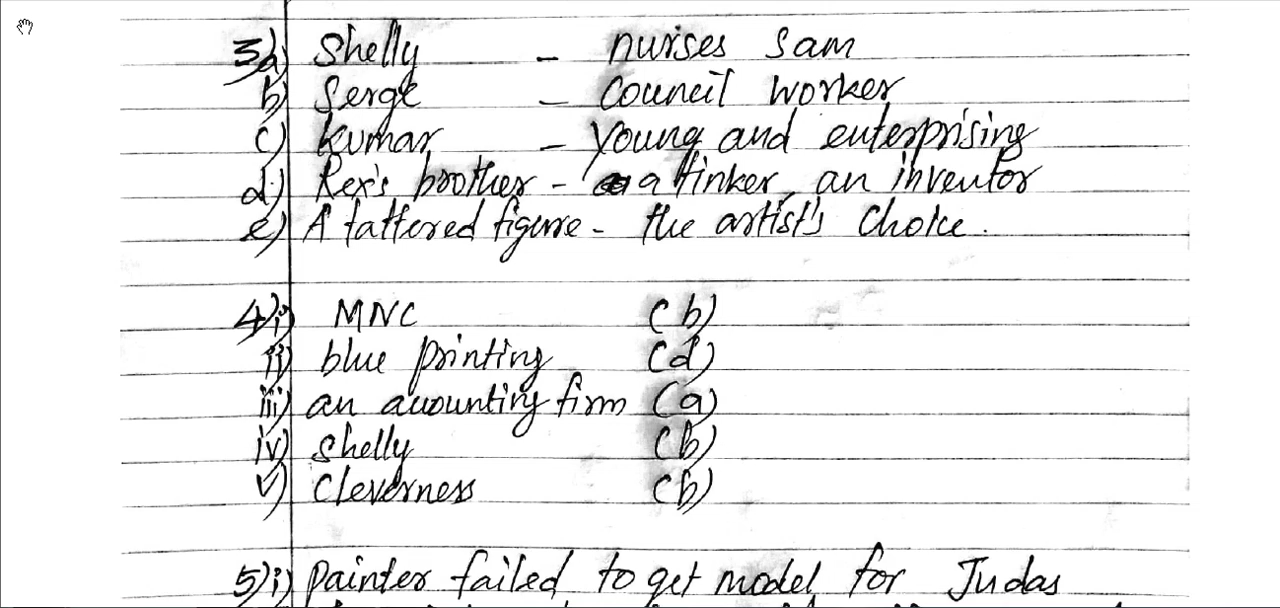 3)a) Shelly - nurises Sam
b) Serge - Council worker
c) Kumar - Young and enterprising
d) Rex's brother - a tinker, an inventor
e) A tattered figure - the artist's choice.
4)i) MNC (b)
ii) blue printing (d)
iii) an accounting firm (a)
iv) Shelly (b)
v) Cleverness (b)
5)i) Painter failed to get model for Judas